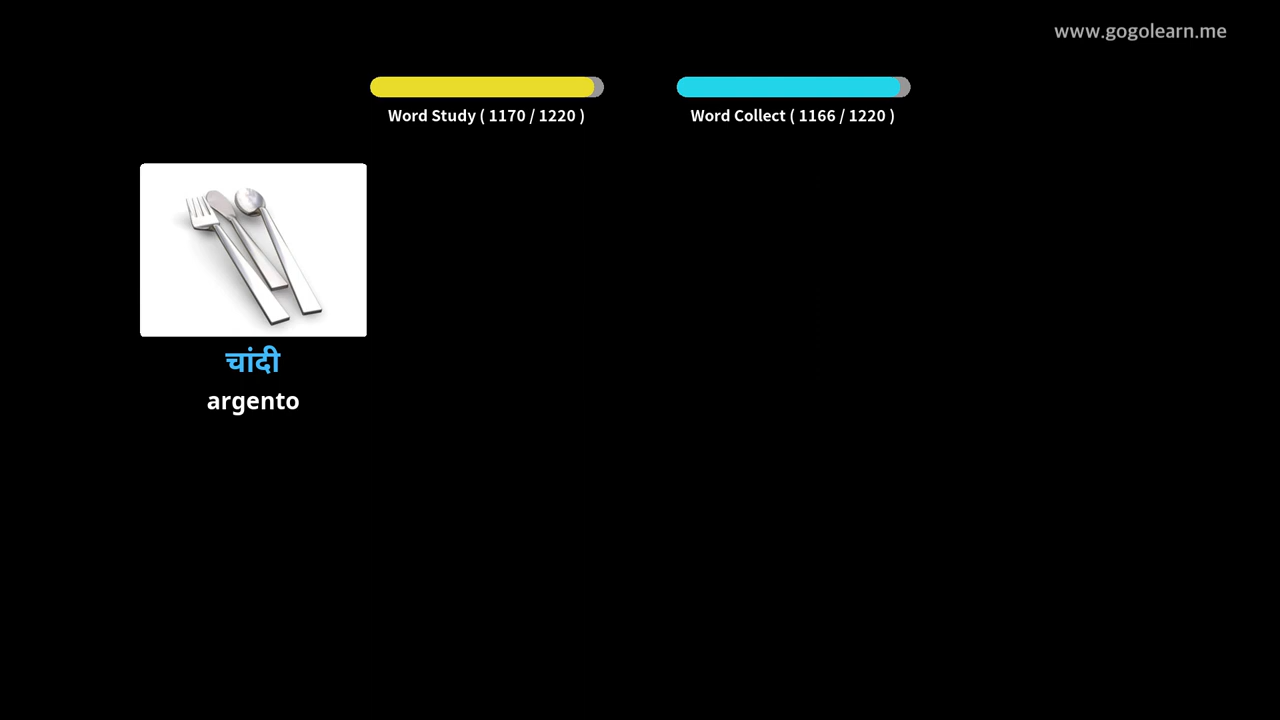 www.gogolearn.me
Word Study ( 1170 / 1220 )
Word Collect ( 1166 / 1220 )
चांदी
argento